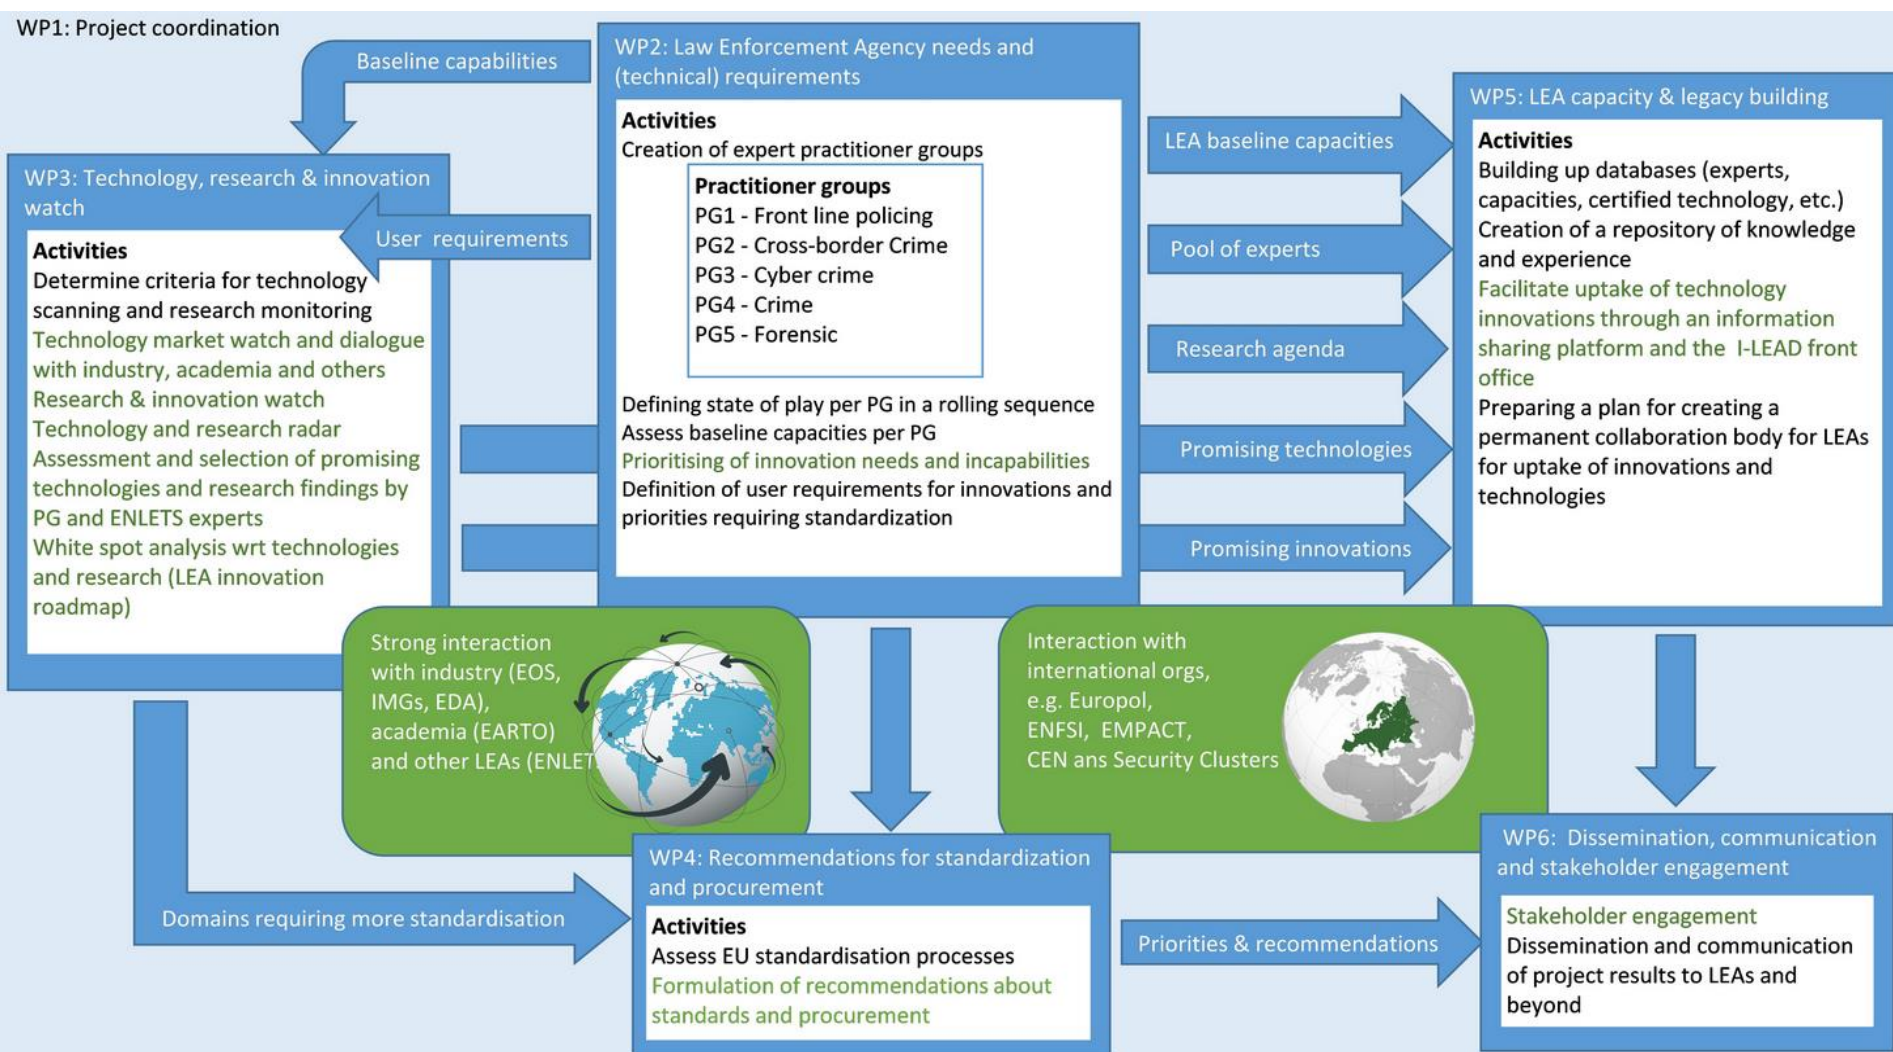 WP1: Project coordination
Baseline capabilities
WP2: Law Enforcement Agency needs and
(technical) requirements
Activities
Creation of expert practitioner groups
Practitioner groups
PG1 - Front line policing
PG2 - Cross-border Crime
PG3 - Cyber crime
PG4 - Crime
PG5 - Forensic
Defining state of play per PG in a rolling sequence
Assess baseline capacities per PG
Prioritising of innovation needs and incapabilities
Definition of user requirements for innovations and
priorities requiring standardization
WP3: Technology, research & innovation
watch
User requirements
Activities
Determine criteria for technology
scanning and research monitoring
Technology market watch and dialogue
with industry, academia and others
Research & innovation watch
Technology and research radar
Assessment and selection of promising
technologies and research findings by
PG and ENLETS experts
White spot analysis wrt technologies
and research (LEA innovation
roadmap)
LEA baseline capacities
Pool of experts
Research agenda
Promising technologies
Promising innovations
WP5: LEA capacity & legacy building
Activities
Building up databases (experts,
capacities, certified technology, etc.)
Creation of a repository of knowledge
and experience
Facilitate uptake of technology
innovations through an information
sharing platform and the I-LEAD front
office
Preparing a plan for creating a
permanent collaboration body for LEAs
for uptake of innovations and
technologies
Strong interaction
with industry (EOS,
IMGs, EDA),
academia (EARTO)
and other LEAs (ENLET
Interaction with
international orgs,
e.g. Europol,
ENFSI, EMPACT,
CEN ans Security Clusters
Domains requiring more standardisation
WP4: Recommendations for standardization
and procurement
Activities
Assess EU standardisation processes
Formulation of recommendations about
standards and procurement
Priorities & recommendations
WP6: Dissemination, communication
and stakeholder engagement
Stakeholder engagement
Dissemination and communication
of project results to LEAs and
beyond